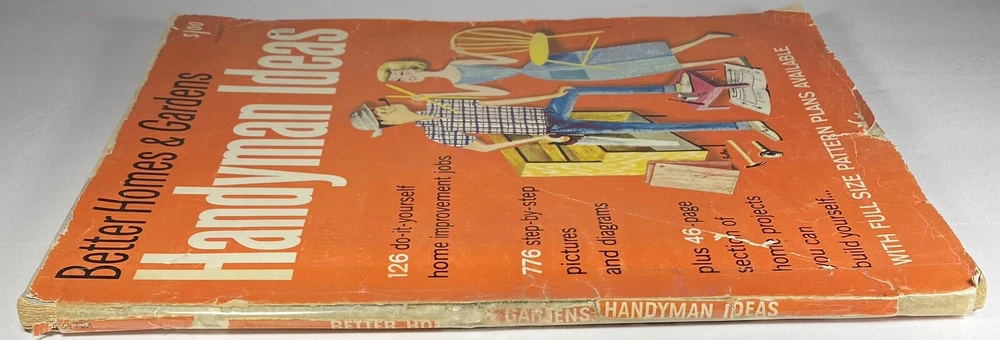 $1.00
Better Homes & Gardens
Handyman Ideas
126 do-it-yourself
home improvement jobs
776 step-by-step
pictures
and diagrams
plus 46-page
section of
home projects
you can
build yourself...
WITH FULL SIZE PATTERN PLANS AVAILABLE
BETTER HOM & GARDENS HANDYMAN IDEAS